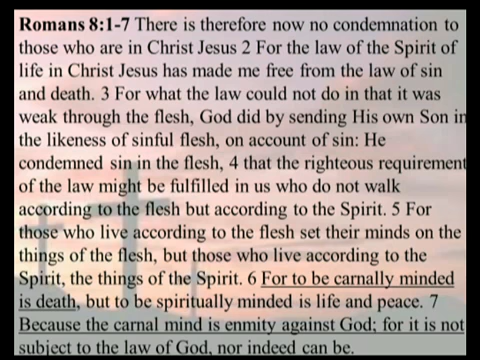 Romans 8:1-7 There is therefore now no condemnation to
those who are in Christ Jesus 2 For the law of the Spirit of
life in Christ Jesus has made me free from the law of sin
and death. 3 For what the law could not do in that it was
weak through the flesh, God did by sending His own Son in
the likeness of sinful flesh, on account of sin: He
condemned sin in the flesh, 4 that the righteous requirement
of the law might be fulfilled in us who do not walk
according to the flesh but according to the Spirit. 5 For
those who live according to the flesh set their minds on the
things of the flesh, but those who live according to the
Spirit, the things of the Spirit. 6 For to be carnally minded
is death, but to be spiritually minded is life and peace. 7
Because the carnal mind is enmity against God; for it is not
subject to the law of God, nor indeed can be.